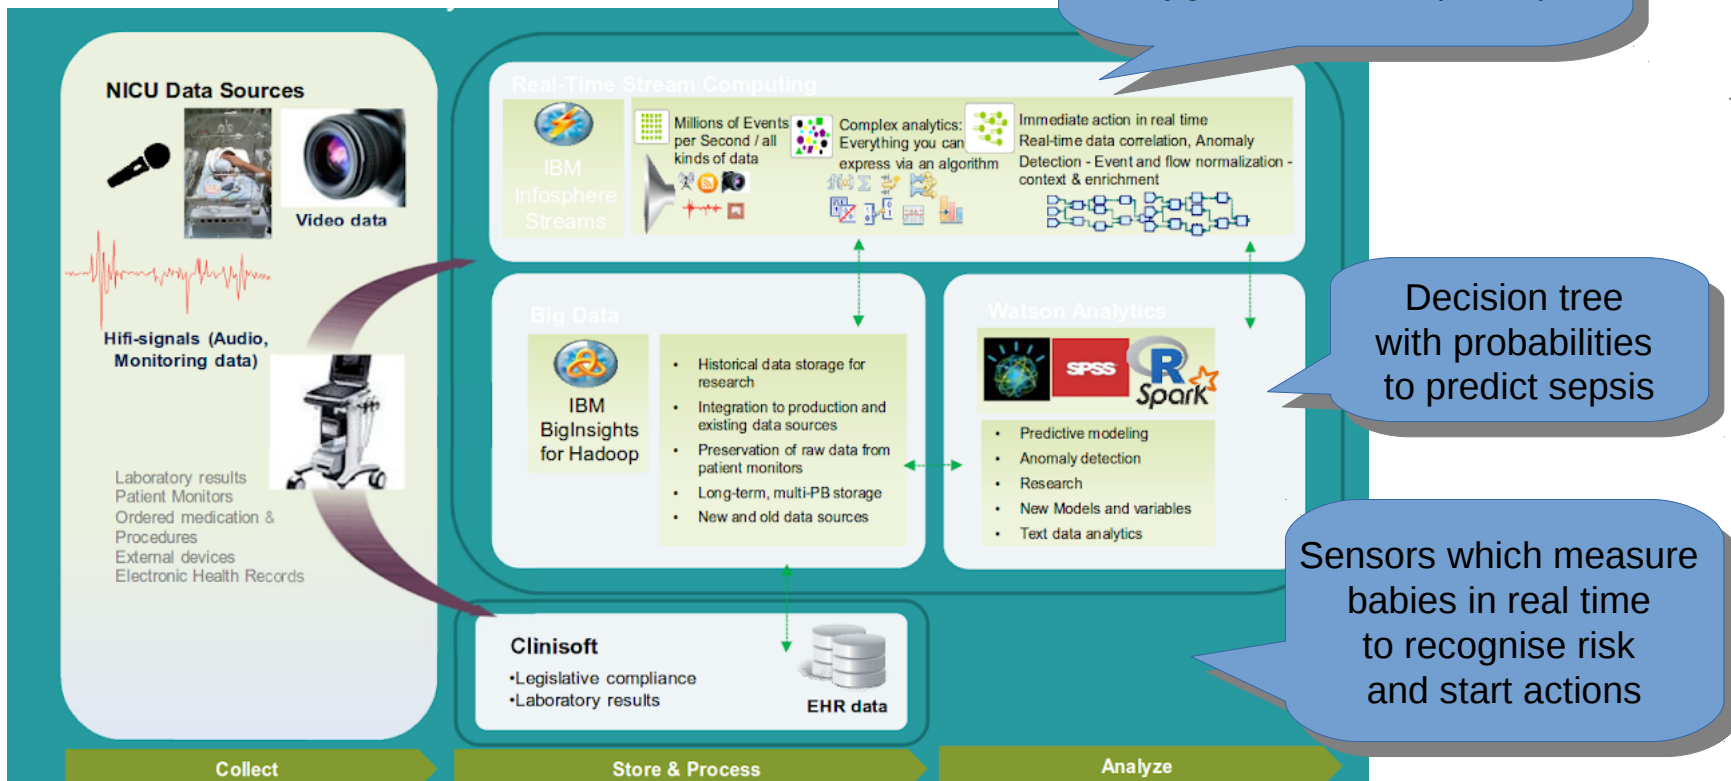 NICU Data Sources
Video data
Hifi-signals (Audio,
Monitoring data)
Laboratory results
Patient Monitors
Ordered medication &
Procedures
External devices
Electronic Health Records
Real-Time Stream Computing
IBM
Infosphere
Streams
Millions of Events
per Second / all
kinds of data
Complex analytics:
Everything you can
express via an algorithm
Immediate action in real time
Real-time data correlation, Anomaly
Detection - Event and flow normalization -
context & enrichment
Big Data
IBM
BigInsights
for Hadoop
• Historical data storage for
research
• Integration to production and
existing data sources
• Preservation of raw data from
patient monitors
• Long-term, multi-PB storage
• New and old data sources
Watson Analytics
SPSS
R
Spark
• Predictive modeling
• Anomaly detection
• Research
• New Models and variables
• Text data analytics
Decision tree
with probabilities
to predict sepsis
Sensors which measure
babies in real time
to recognise risk
and start actions
Clinisoft
•Legislative compliance
•Laboratory results
EHR data
Collect
Store & Process
Analyze